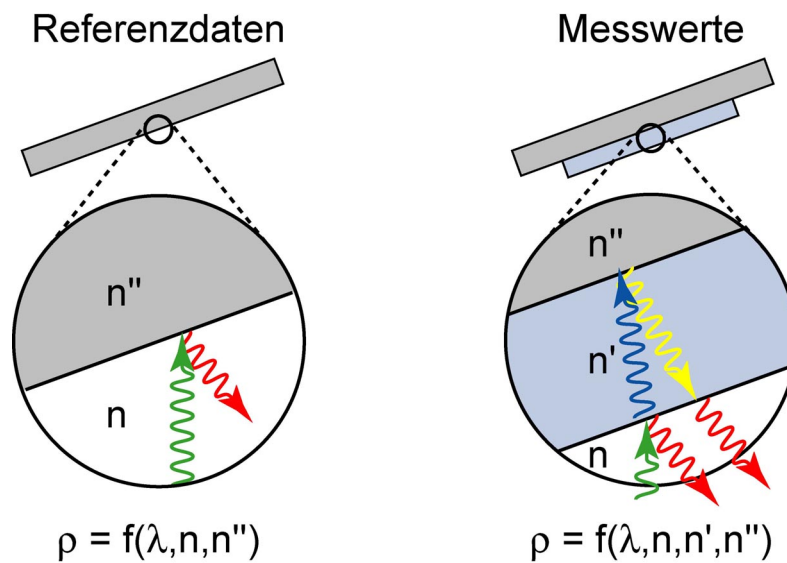 Referenzdaten
n''
n
ρ = f(λ,n,n'')
Messwerte
n''
n'
n
ρ = f(λ,n,n',n'')